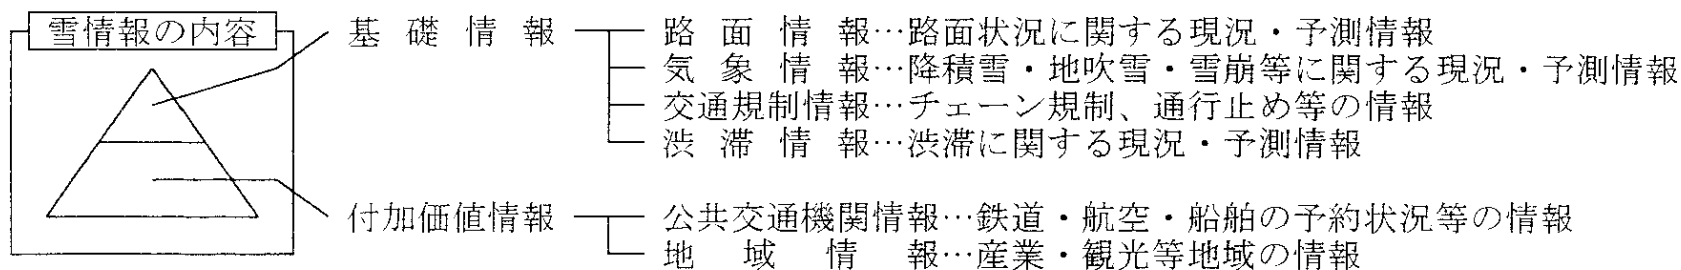 雪情報の内容
基礎情報
路面情報…路面状況に関する現況・予測情報
気象情報…降積雪・地吹雪・雪崩等に関する現況・予測情報
交通規制情報…チェーン規制、通行止め等の情報
渋滞情報…渋滞に関する現況・予測情報
付加価値情報
公共交通機関情報…鉄道・航空・船舶の予約状況等の情報
地域情報…産業・観光等地域の情報